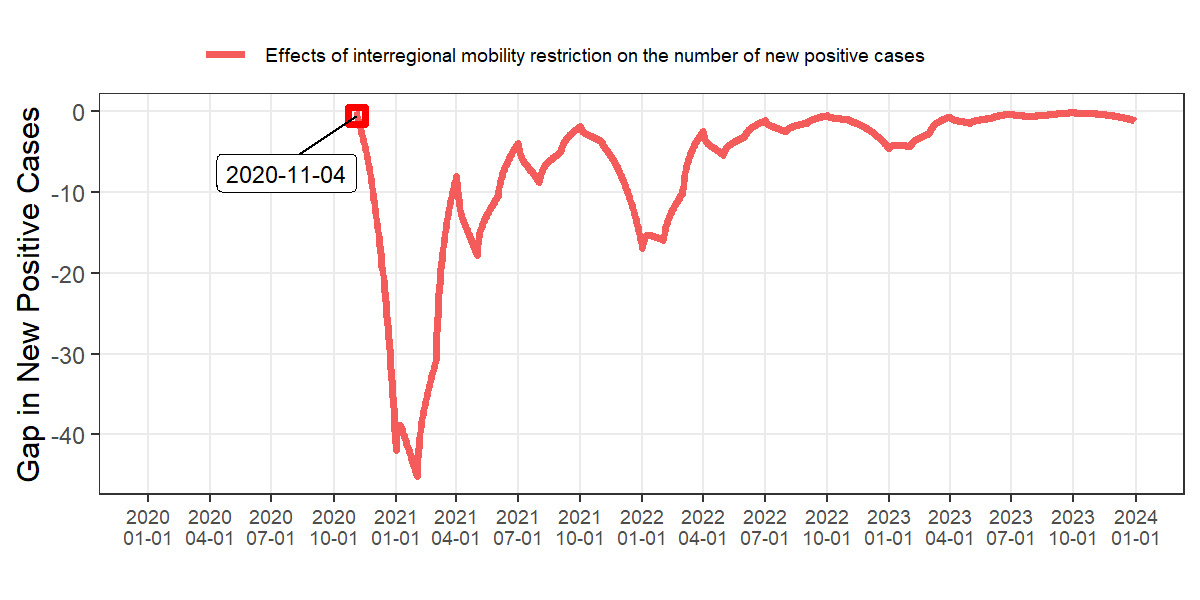 Effects of interregional mobility restriction on the number of new positive cases
Gap in New Positive Cases
0
-10
-20
-30
-40
2020-11-04
2020 2020 2020 2020 2021 2021 2021 2021 2022 2022 2022 2022 2023 2023 2023 2023 2024
01-01 04-01 07-01 10-01 01-01 04-01 07-01 10-01 01-01 04-01 07-01 10-01 01-01 04-01 07-01 10-01 01-01